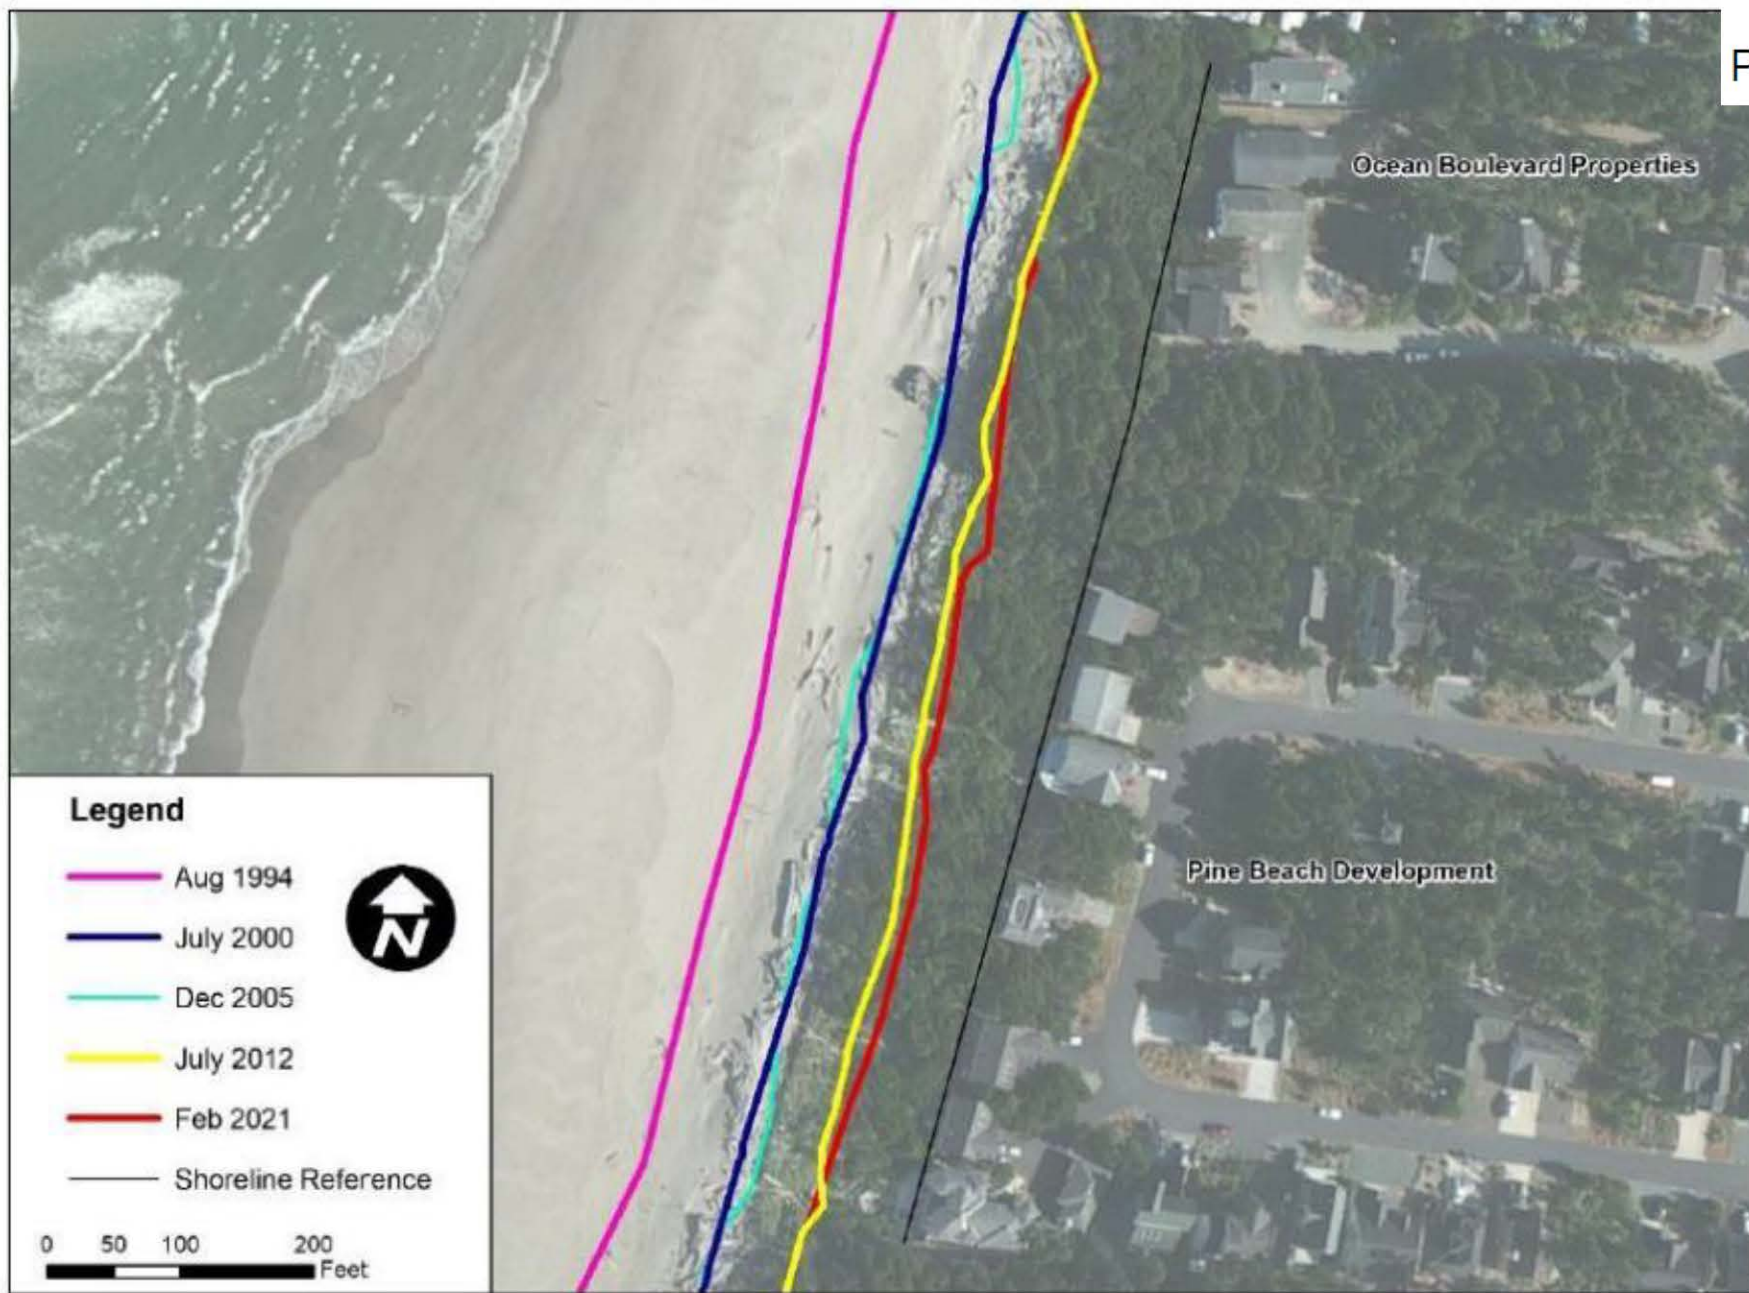 P
Ocean Boulevard Properties
Pine Beach Development
Legend
Aug 1994
July 2000
N
Dec 2005
July 2012
Feb 2021
Shoreline Reference
0 50 100 200
Feet